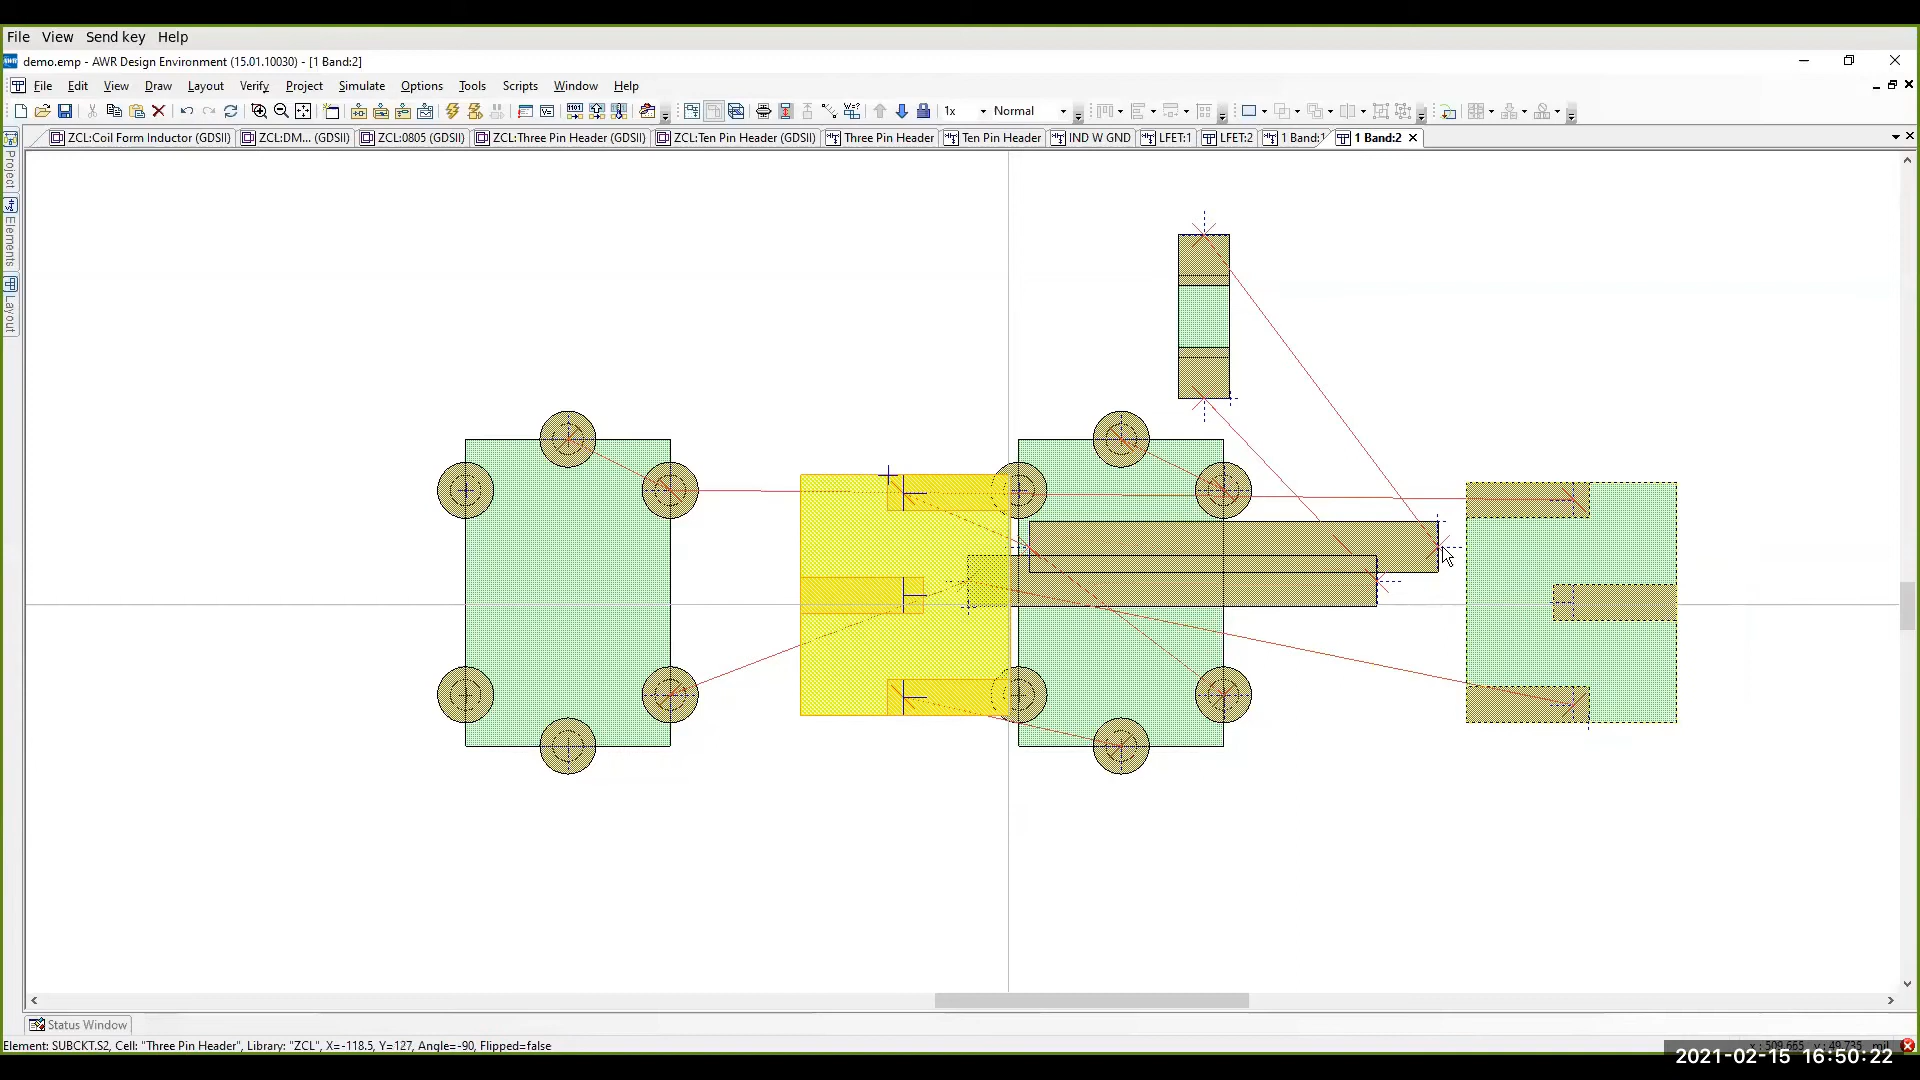 File View Send key Help
demo.emp - AWR Design Environment (15.01.10030) - [1 Band:2]
File Edit View Draw Layout Verify Project Simulate Options Tools Scripts Window Help
1x Normal
ZCL:Coil Form Inductor (GDSII) ZCL:DM... (GDSII) ZCL:0805 (GDSII) ZCL:Three Pin Header (GDSII) ZCL:Ten Pin Header (GDSII) Three Pin Header Ten Pin Header IND W GND LFET:1 LFET:2 1 Band:1 1 Band:2
Project
Elements
Layout
Status Window
Element: SUBCKT.S2, Cell: "Three Pin Header", Library: "ZCL", X=-118.5, Y=127, Angle=-90, Flipped=false
2021-02-15 16:50:22